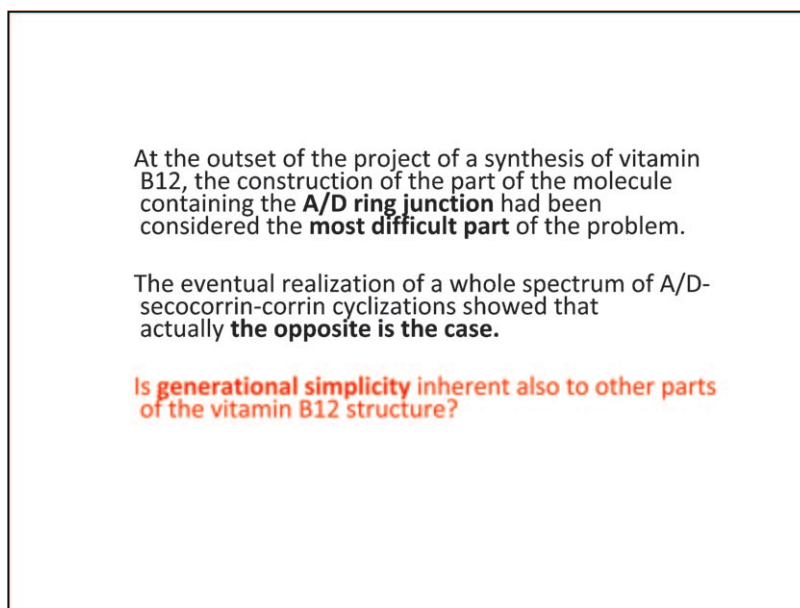 At the outset of the project of a synthesis of vitamin
B12, the construction of the part of the molecule
containing the A/D ring junction had been
considered the most difficult part of the problem.
The eventual realization of a whole spectrum of A/D-
secocorrin-corrin cyclizations showed that
actually the opposite is the case.
Is generational simplicity inherent also to other parts
of the vitamin B12 structure?